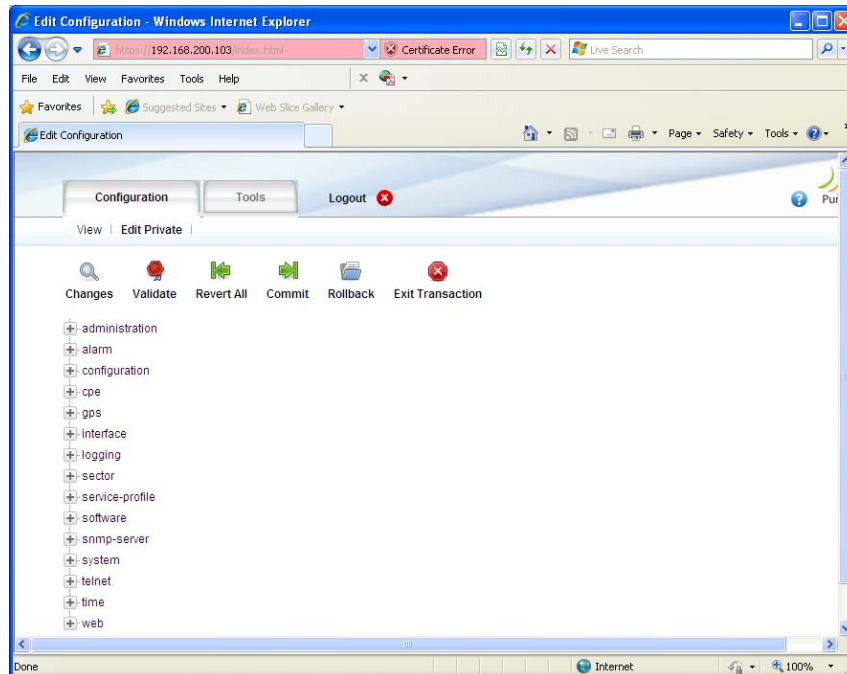 Edit Configuration - Windows Internet Explorer
https://192.168.200.103/index.html Certificate Error Live Search
File Edit View Favorites Tools Help
Favorites Suggested Sites Web Slice Gallery
Edit Configuration Page Safety Tools
Configuration Tools Logout
Pur
View | Edit Private |
Changes Validate Revert All Commit Rollback Exit Transaction
administration
alarm
configuration
cpe
gps
interface
logging
sector
service-profile
software
snmp-server
system
telnet
time
web
Done Internet 100%